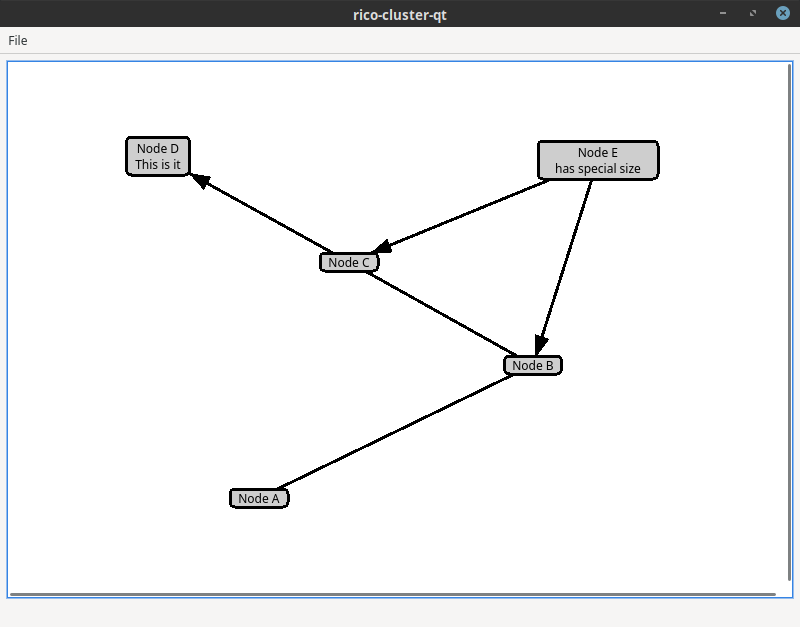 rico-cluster-qt
File
Node D
This is it
Node E
has special size
Node C
Node B
Node A